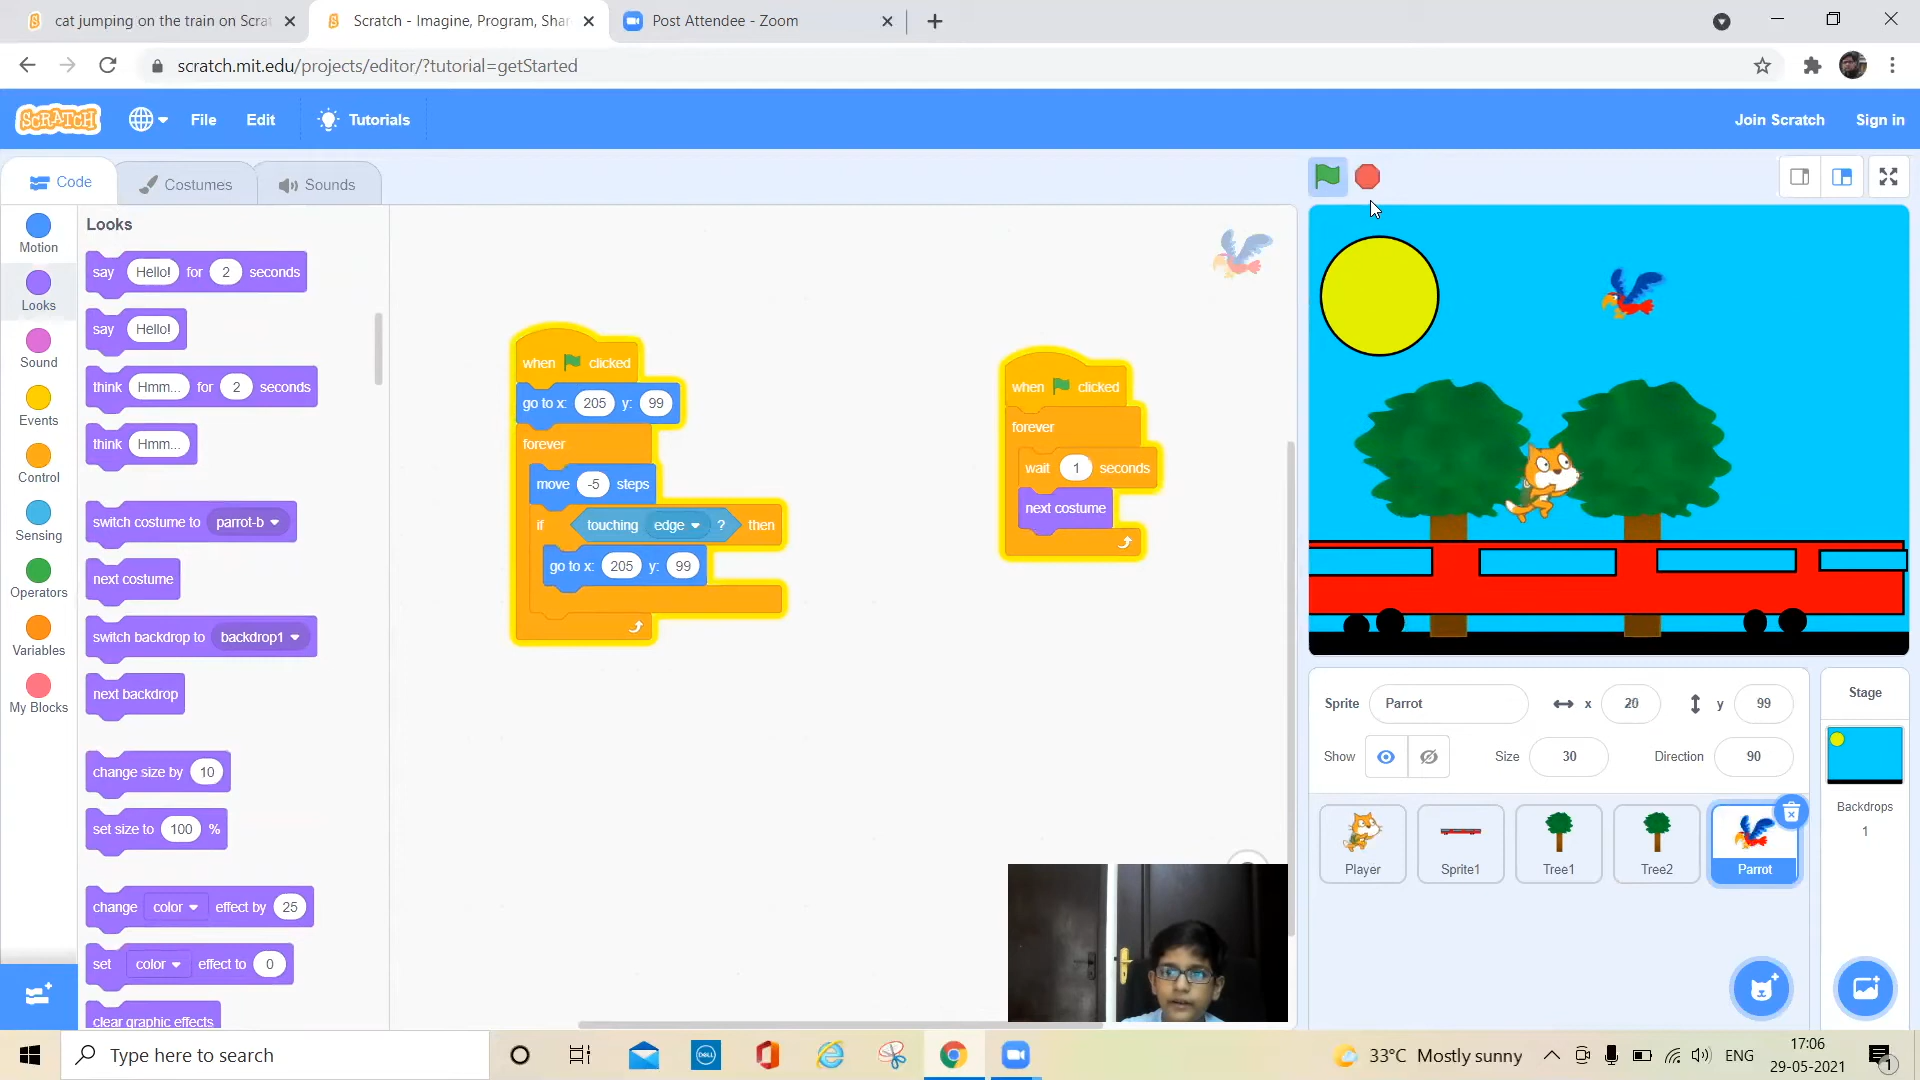 cat jumping on the train on Scra
Scratch - Imagine, Program, Shar
Post Attendee - Zoom
scratch.mit.edu/projects/editor/?tutorial=getStarted
SCRATCH
File
Edit
Tutorials
Join Scratch
Sign in
Code
Costumes
Sounds
Motion
Looks
Sound
Events
Control
Sensing
Operators
Variables
My Blocks
Looks
say Hello! for 2 seconds
say Hello!
think Hmm... for 2 seconds
think Hmm...
switch costume to parrot-b
next costume
switch backdrop to backdrop1
next backdrop
change size by 10
set size to 100 %
change color effect by 25
set color effect to 0
clear graphic effects
when clicked
go to x: 205 y: 99
forever
move -5 steps
if touching edge ? then
go to x: 205 y: 99
when clicked
forever
wait 1 seconds
next costume
Sprite Parrot x 20 y 99
Show Size 30 Direction 90
Player
Sprite1
Tree1
Tree2
Parrot
Stage
Backdrops
1
Type here to search
DELL
33°C Mostly sunny
ENG
17:06
29-05-2021
1